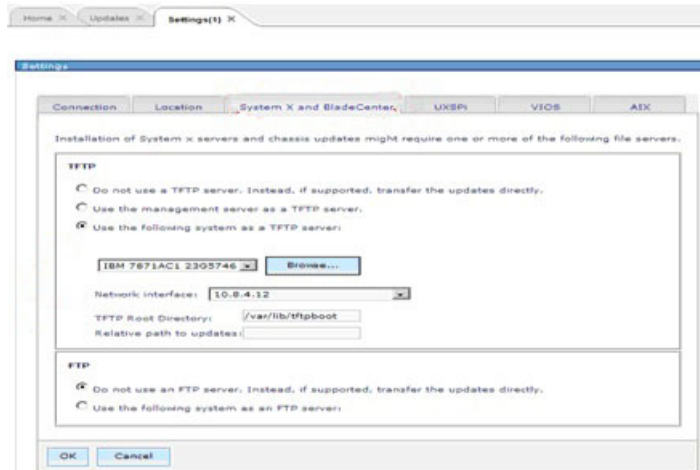 Home X Updates X Settings(1) X
Settings
Connection Location System X and BladeCenter UXSPi VIOS AIX
Installation of System x servers and chassis updates might require one or more of the following file servers.
TFTP
Do not use a TFTP server. Instead, if supported, transfer the updates directly.
Use the management server as a TFTP server.
Use the following system as a TFTP server:
IBM 7671AC1 23G5746 Browse...
Network interface: 10.8.4.12
TFTP Root Directory: /var/lib/tftpboot
Relative path to updates:
FTP
Do not use an FTP server. Instead, if supported, transfer the updates directly.
Use the following system as an FTP server:
OK Cancel